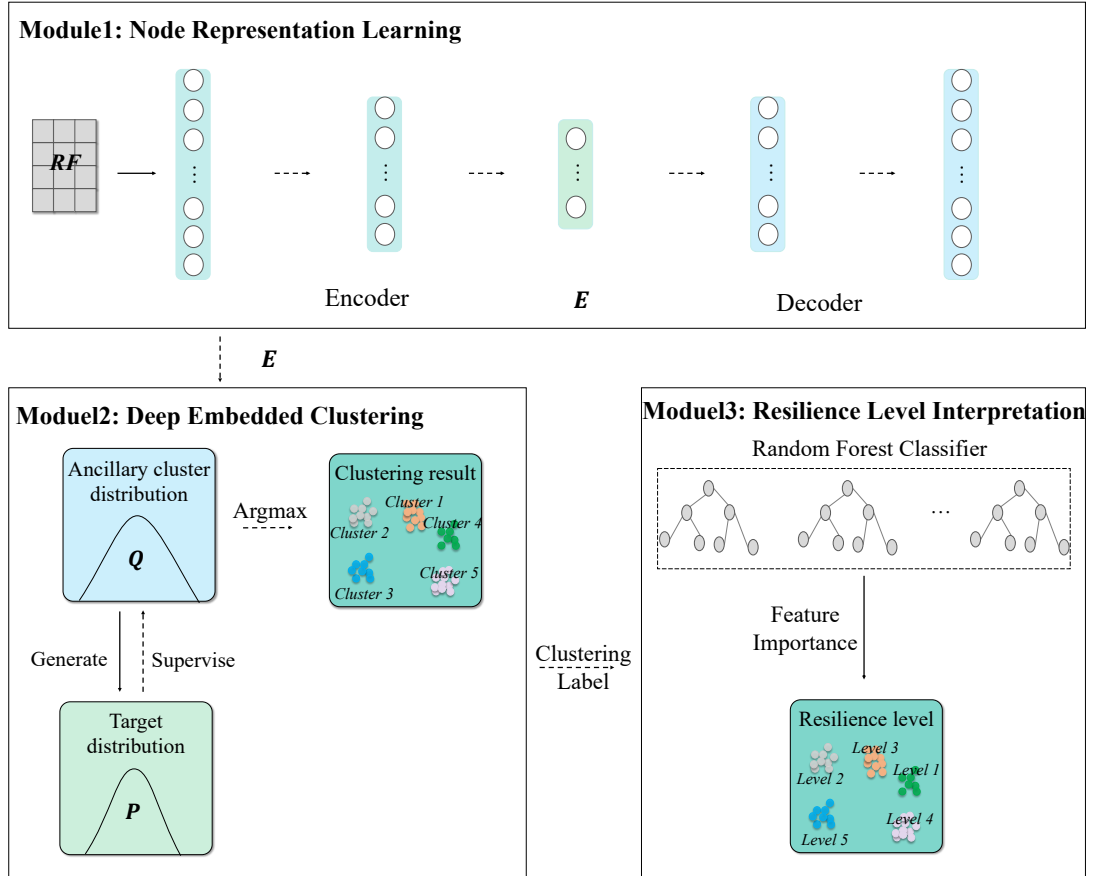 Module1: Node Representation Learning
RF
⋮
⋮
⋮
⋮
⋮
Encoder
E
Decoder
E
Moduel2: Deep Embedded Clustering
Ancillary cluster
distribution
Q
Argmax
Clustering result
Cluster 1
Cluster 4
Cluster 2
Cluster 5
Cluster 3
Generate
Supervise
Target
distribution
P
Clustering
Label
Moduel3: Resilience Level Interpretation
Random Forest Classifier
...
Feature
Importance
Resilience level
Level 3
Level 1
Level 2
Level 4
Level 5